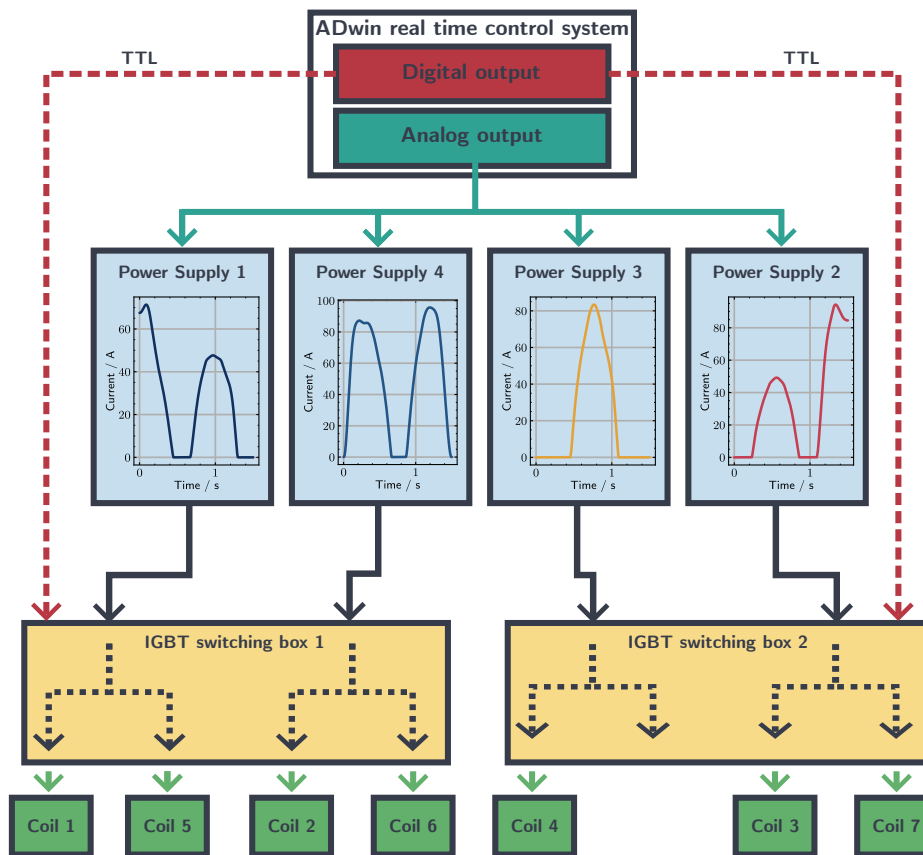 ADwin real time control system
TTL
Digital output
TTL
Analog output
Power Supply 1
Power Supply 4
Power Supply 3
Power Supply 2
Current / A
60
40
20
0
0
1
Time / s
Current / A
100
80
60
40
20
0
0
1
Time / s
Current / A
80
60
40
20
0
0
1
Time / s
Current / A
80
60
40
20
0
0
1
Time / s
IGBT switching box 1
IGBT switching box 2
Coil 1
Coil 5
Coil 2
Coil 6
Coil 4
Coil 3
Coil 7